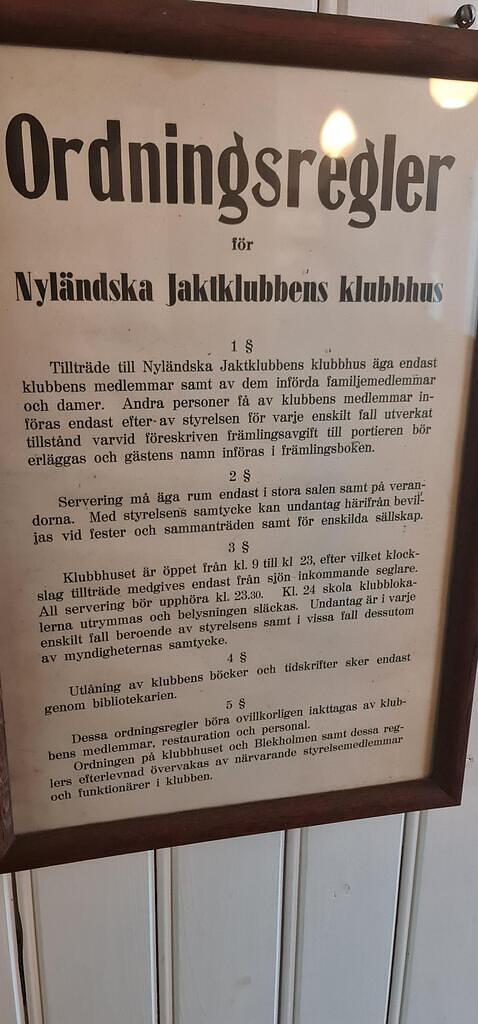 Ordningsregler
för
Nyländska Jaktklubbens klubbhus
1 §
Tillträde till Nyländska Jaktklubbens klubbhus äga endast
klubbens medlemmar samt av dem införda familjemedlemmar
och damer. Andra personer få av klubbens medlemmar in-
föras endast efter av styrelsen för varje enskilt fall utverkat
tillstånd varvid föreskriven främlingsavgift till portieren bör
erläggas och gästens namn införas i främlingsboken.
2 §
Servering må äga rum endast i stora salen samt på veran-
dorna. Med styrelsens samtycke kan undantag härifrån bevil-
jas vid fester och sammanträden samt för enskilda sällskap.
3 §
Klubbhuset är öppet från kl. 9 till kl 23, efter vilket klock-
slag tillträde medgives endast från sjön inkommande seglare.
All servering bör upphöra kl. 23.30. Kl. 24 skola klubbloka-
lerna utrymmas och belysningen släckas. Undantag är i varje
enskilt fall beroende av styrelsens samt i vissa fall dessutom
av myndigheternas samtycke.
4 §
Utlåning av klubbens böcker och tidskrifter sker endast
genom bibliotekarien.
5 §
Dessa ordningsregler böra ovillkorligen iakttagas av klub-
bens medlemmar, restauration och personal.
Ordningen på klubbhuset och Blekholmen samt dessa reg-
lers efterlevnad övervakas av närvarande styrelsemedlemmar
och funktionärer i klubben.